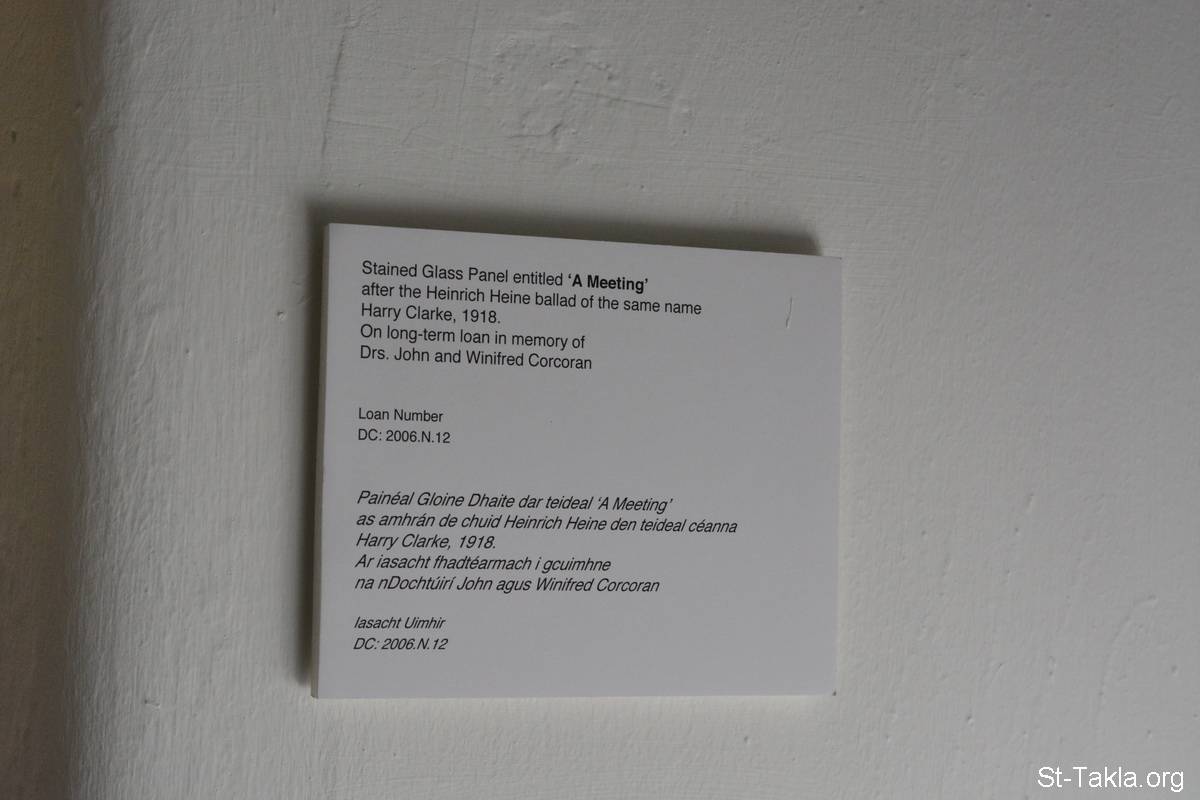 Stained Glass Panel entitled ‘A Meeting’
after the Heinrich Heine ballad of the same name
Harry Clarke, 1918.
On long-term loan in memory of
Drs. John and Winifred Corcoran
Loan Number
DC: 2006.N.12
Painéal Gloine Dhaite dar teideal ‘A Meeting’
as amhrán de chuid Heinrich Heine den teideal céanna
Harry Clarke, 1918.
Ar iasacht fhadtéarmach i gcuimhne
na nDochtúirí John agus Winifred Corcoran
Iasacht Uimhir
DC: 2006.N.12
St-Takla.org